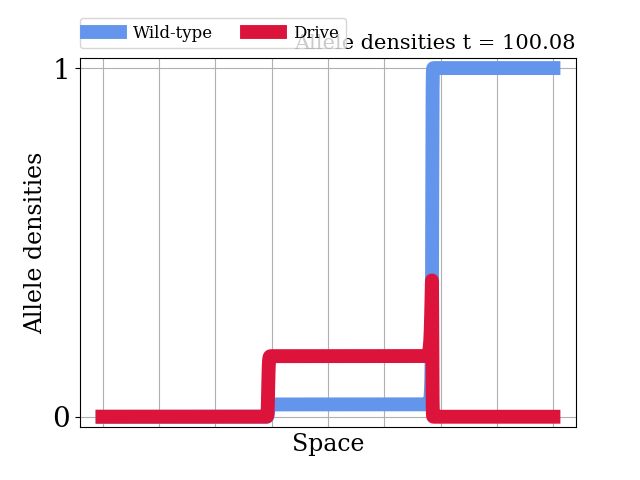 Wild-type Drive
Allele densities t = 100.08
1
Allele densities
0
Space